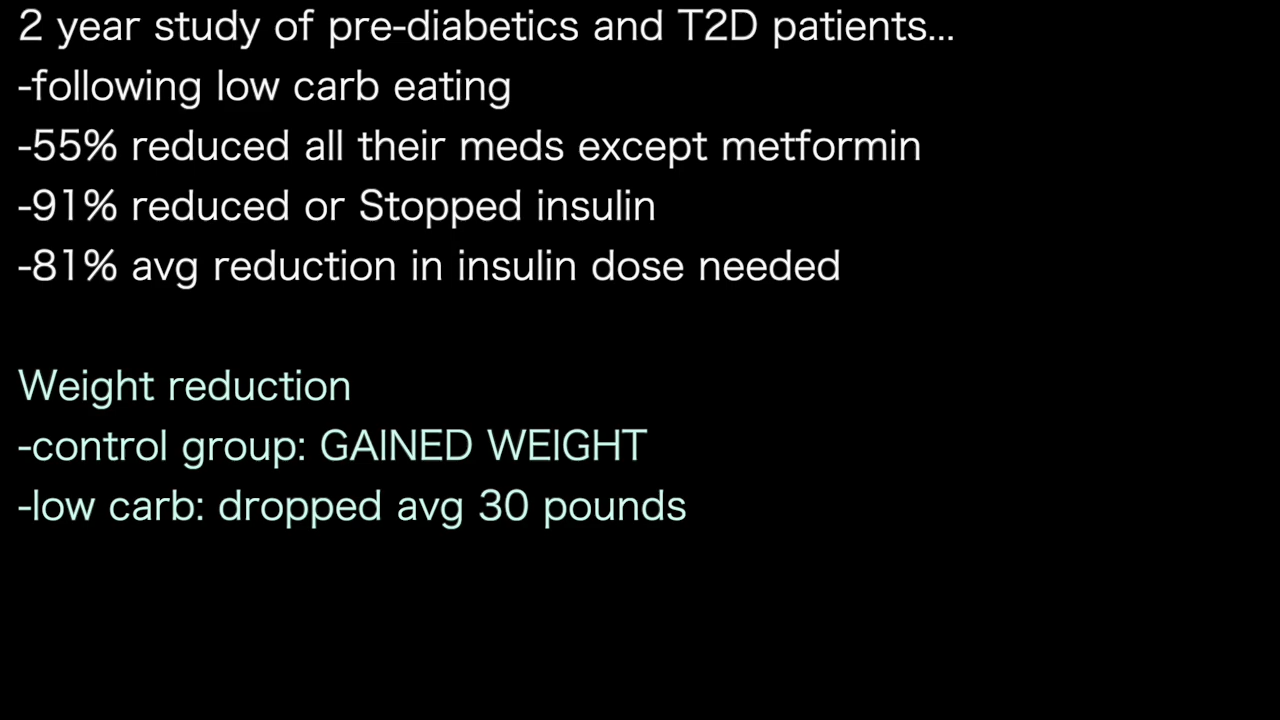 2 year study of pre-diabetics and T2D patients...
-following low carb eating
-55% reduced all their meds except metformin
-91% reduced or Stopped insulin
-81% avg reduction in insulin dose needed
Weight reduction
-control group: GAINED WEIGHT
-low carb: dropped avg 30 pounds